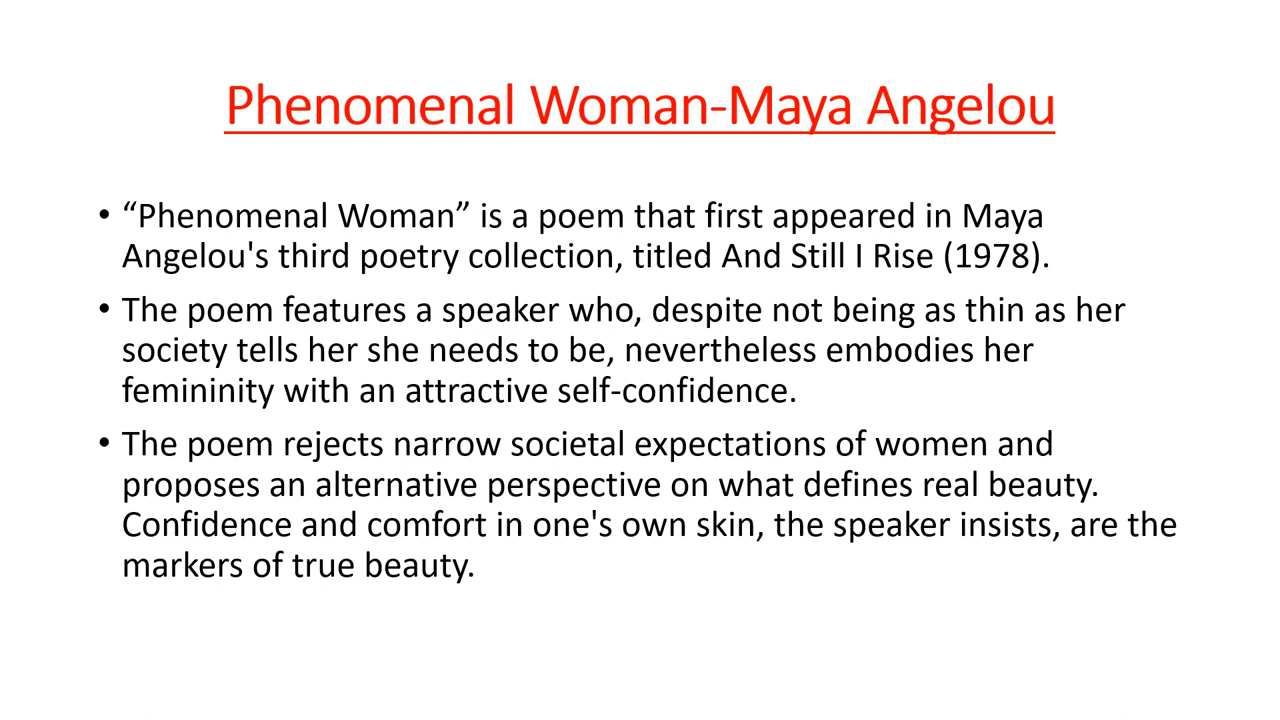 Phenomenal Woman-Maya Angelou
• “Phenomenal Woman” is a poem that first appeared in Maya
Angelou's third poetry collection, titled And Still I Rise (1978).
• The poem features a speaker who, despite not being as thin as her
society tells her she needs to be, nevertheless embodies her
femininity with an attractive self-confidence.
• The poem rejects narrow societal expectations of women and
proposes an alternative perspective on what defines real beauty.
Confidence and comfort in one's own skin, the speaker insists, are the
markers of true beauty.